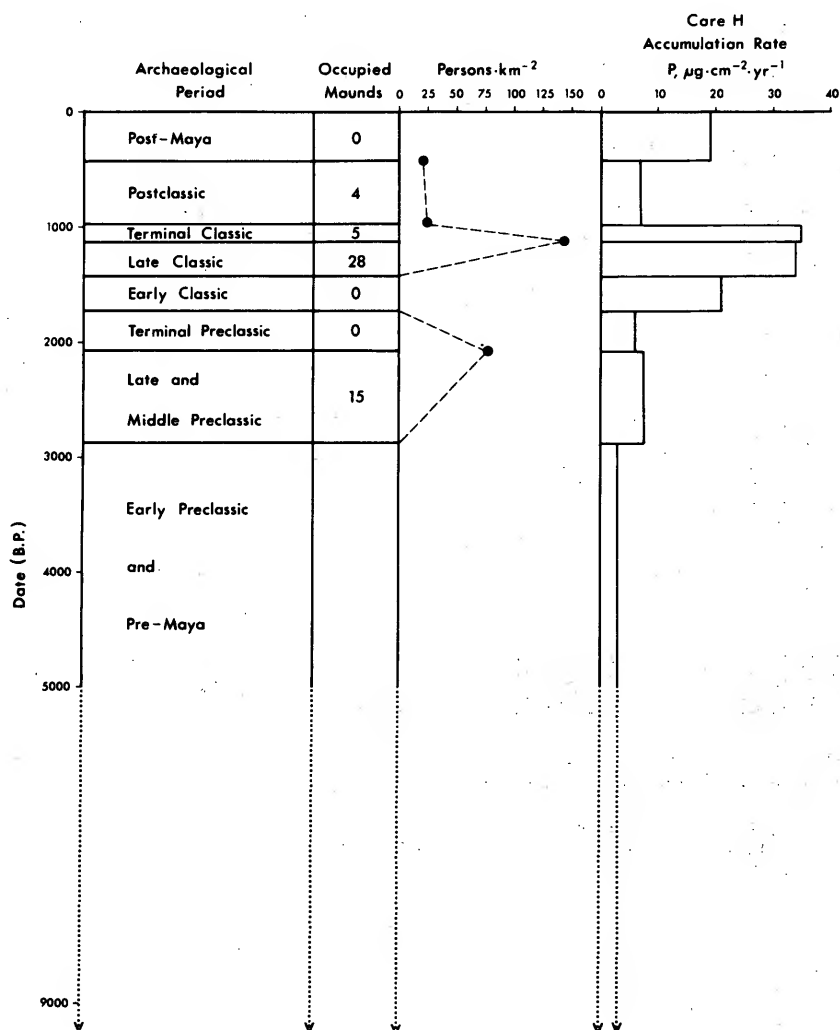 Core H
Accumulation Rate
Archaeological Occupied Persons·km⁻² P, µg·cm⁻²·yr⁻¹
Period Mounds 0 25 50 75 100 125 150 0 10 20 30 40
0
Post-Maya 0
Postclassic 4
1000
Terminal Classic 5
Late Classic 28
Early Classic 0
2000
Terminal Preclassic 0
Late and
15
Middle Preclassic
3000
Early Preclassic
and
4000
Pre-Maya
5000
9000
Date (B.P.)